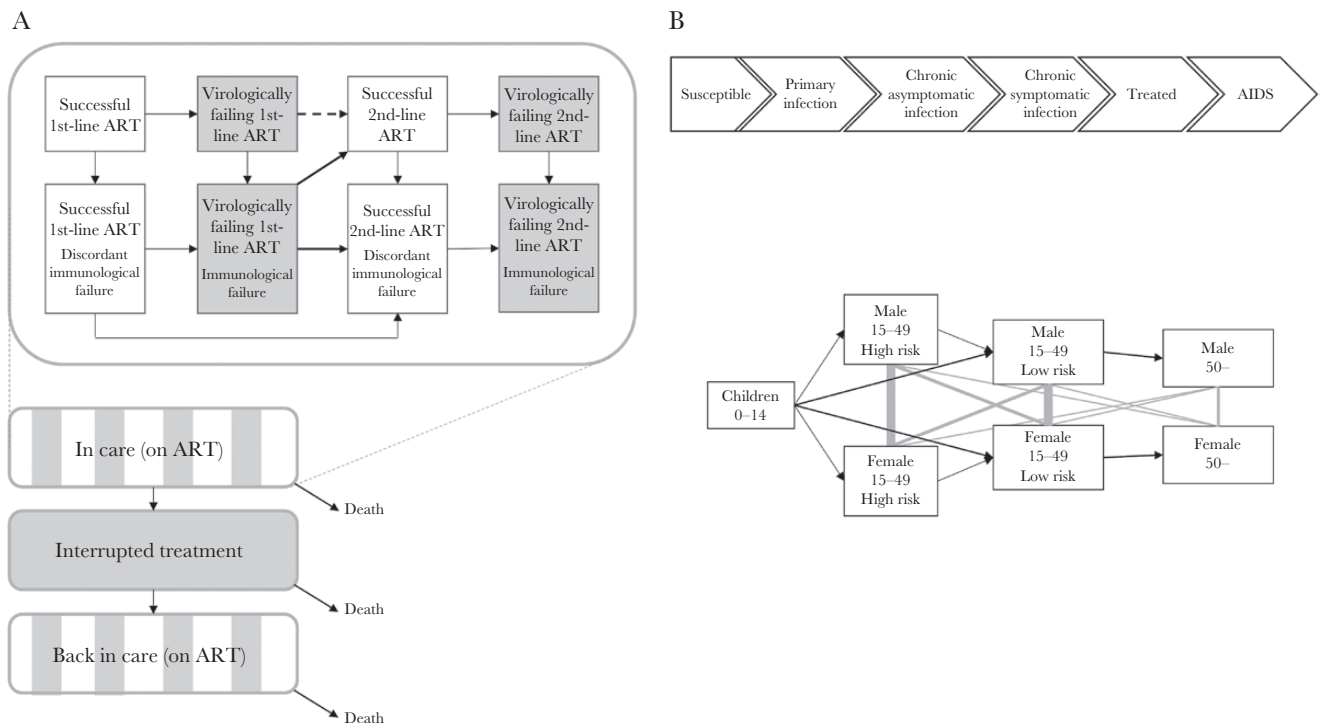 A
Successful
1st-line ART
Virologically
failing 1st-
line ART
Successful
2nd-line
ART
Virologically
failing 2nd-
line ART
Successful
1st-line ART
Discordant
immunological
failure
Virologically
failing 1st-
line ART
Immunological
failure
Successful
2nd-line ART
Discordant
immunological
failure
Virologically
failing 2nd-
line ART
Immunological
failure
In care (on ART)
Death
Interrupted treatment
Death
Back in care (on ART)
Death
B
Susceptible
Primary
infection
Chronic
asymptomatic
infection
Chronic
symptomatic
infection
Treated
AIDS
Children
0–14
Male
15–49
High risk
Male
15–49
Low risk
Male
50–
Female
15–49
High risk
Female
15–49
Low risk
Female
50–